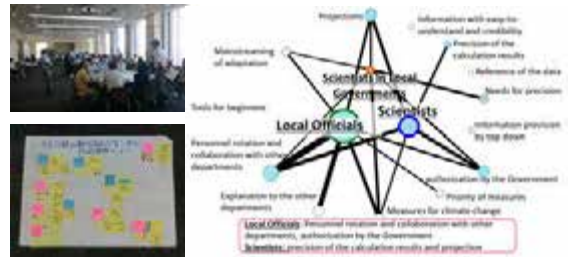 Projections
Information with easy-to-
understand and credibility
Precision of the
calculation results
Mainstreaming
of adaptation
Reference of the data
Scientists in Local
Governments
Needs for precision
Tools for beginners
Scientists
Local Officials
Information provision
by top down
Personnel rotation and
collaboration with other
departments
authorization by the Government
Explanation to the other
departments
Priority of measures
Measures for climate change
Local Officials: Personnel rotation and collaboration with other
departments, authorization by the Government
Scientists: precision of the calculation results and projection